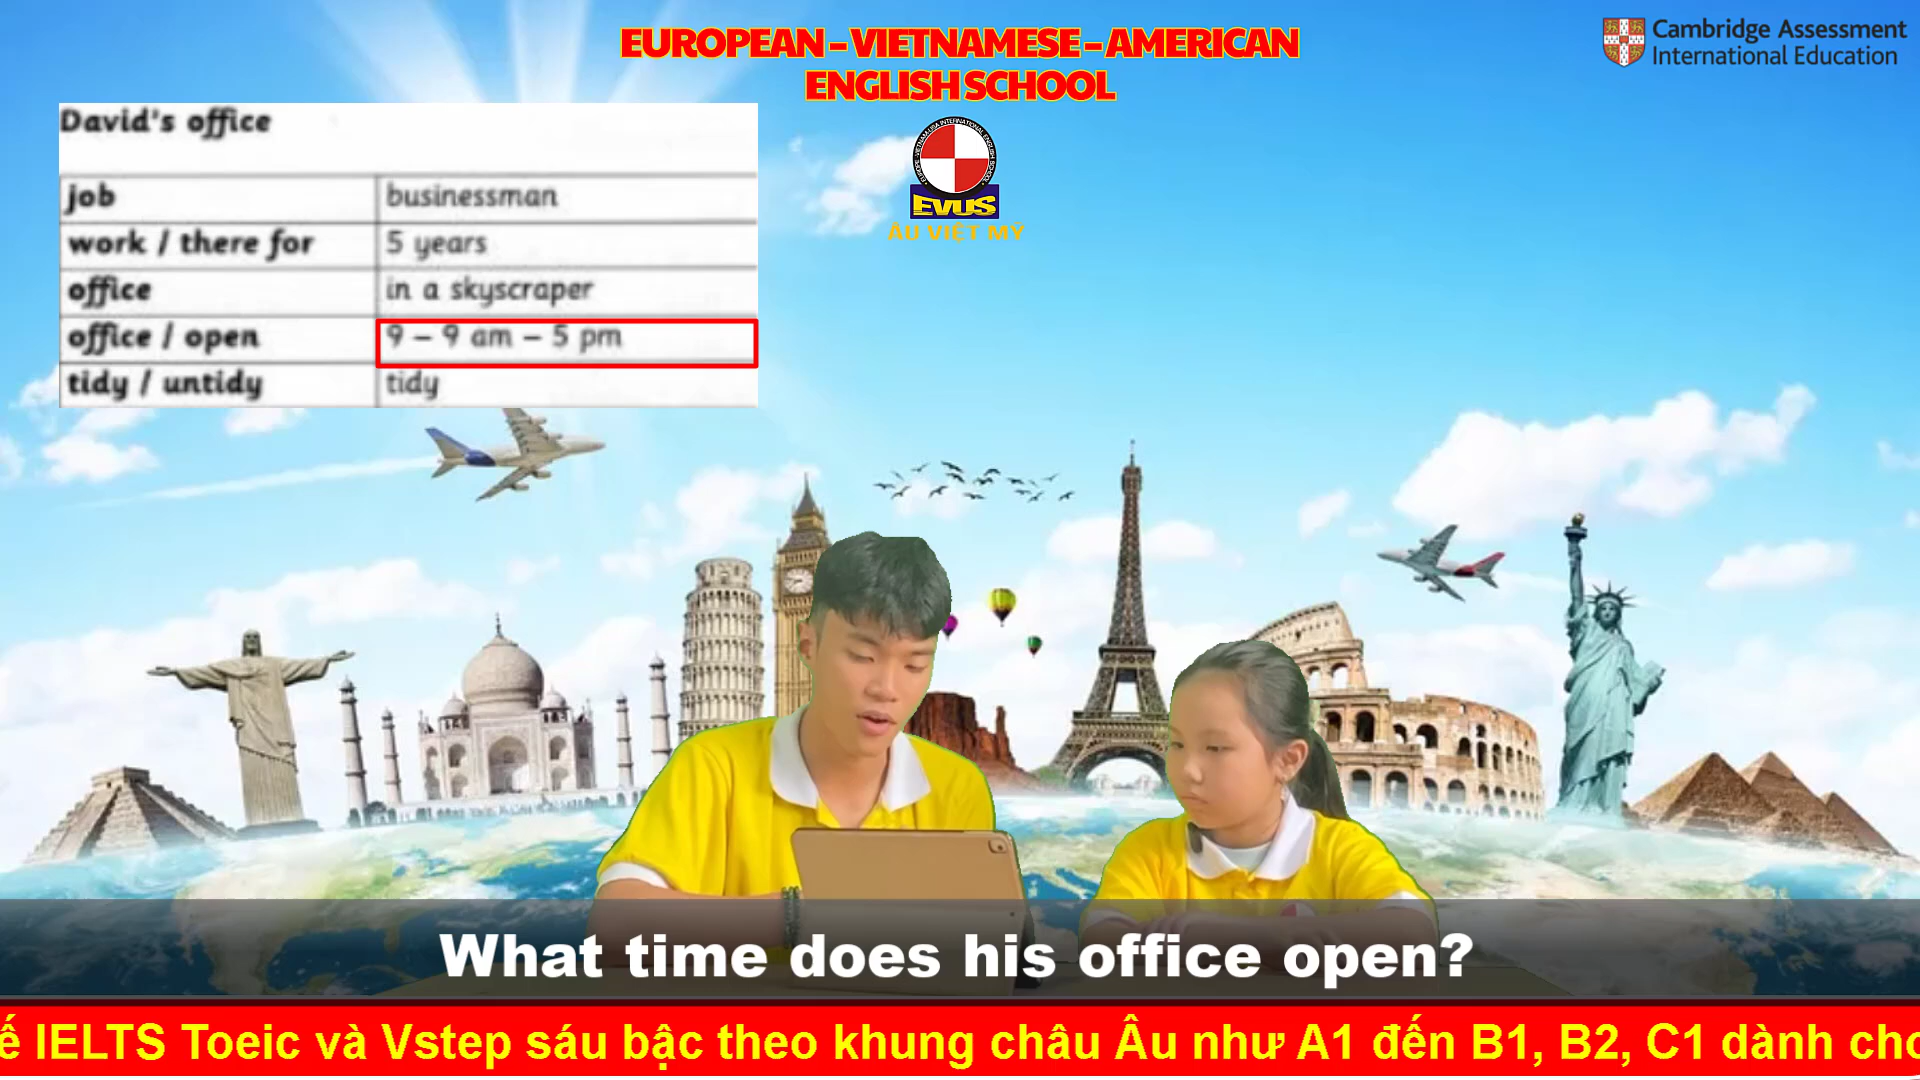 EUROPEAN - VIETNAMESE - AMERICAN
ENGLISH SCHOOL
Cambridge Assessment
International Education
David's office
job businessman
work / there for 5 years
office in a skyscraper
office / open 9 – 9 am – 5 pm
tidy / untidy tidy
EVUS
ÂU VIỆT MỸ
What time does his office open?
IELTS Toeic và Vstep sáu bậc theo khung châu Âu như A1 đến B1, B2, C1 dành